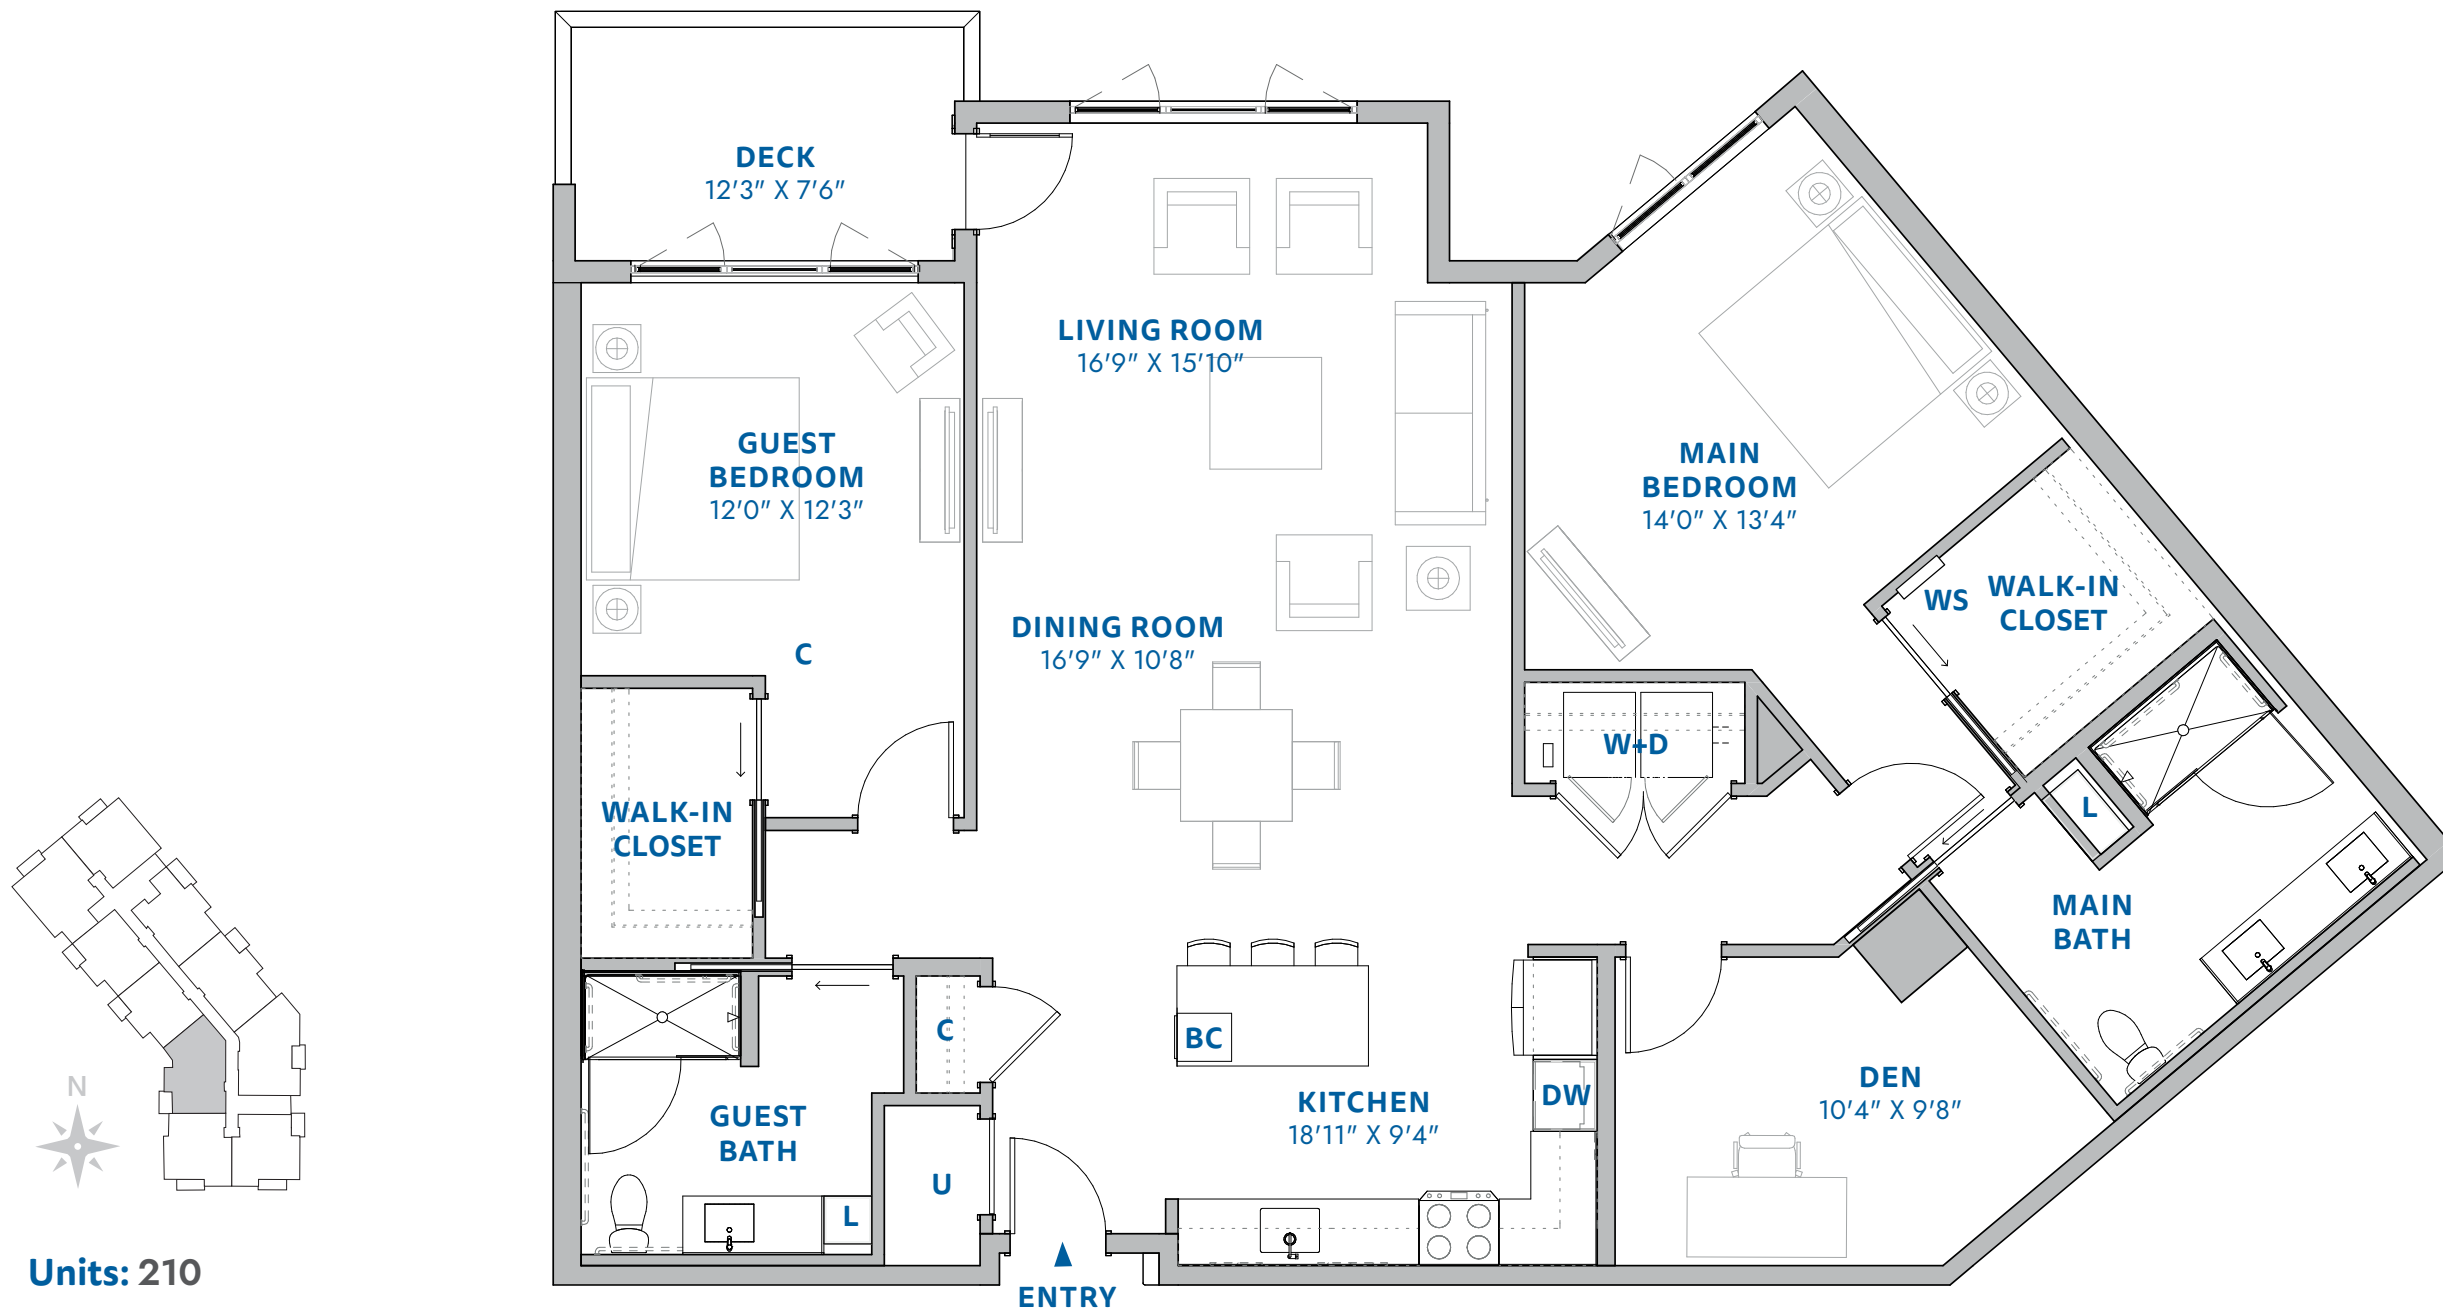 DECK
12'3" X 7'6"
LIVING ROOM
16'9" X 15'10"
GUEST
BEDROOM
12'0" X 12'3"
MAIN
BEDROOM
14'0" X 13'4"
WS
WALK-IN
CLOSET
DINING ROOM
16'9" X 10'8"
C
W+D
WALK-IN
CLOSET
L
MAIN
BATH
C
BC
KITCHEN
18'11" X 9'4"
DW
DEN
10'4" X 9'8"
GUEST
BATH
U
L
ENTRY
N
Units: 210